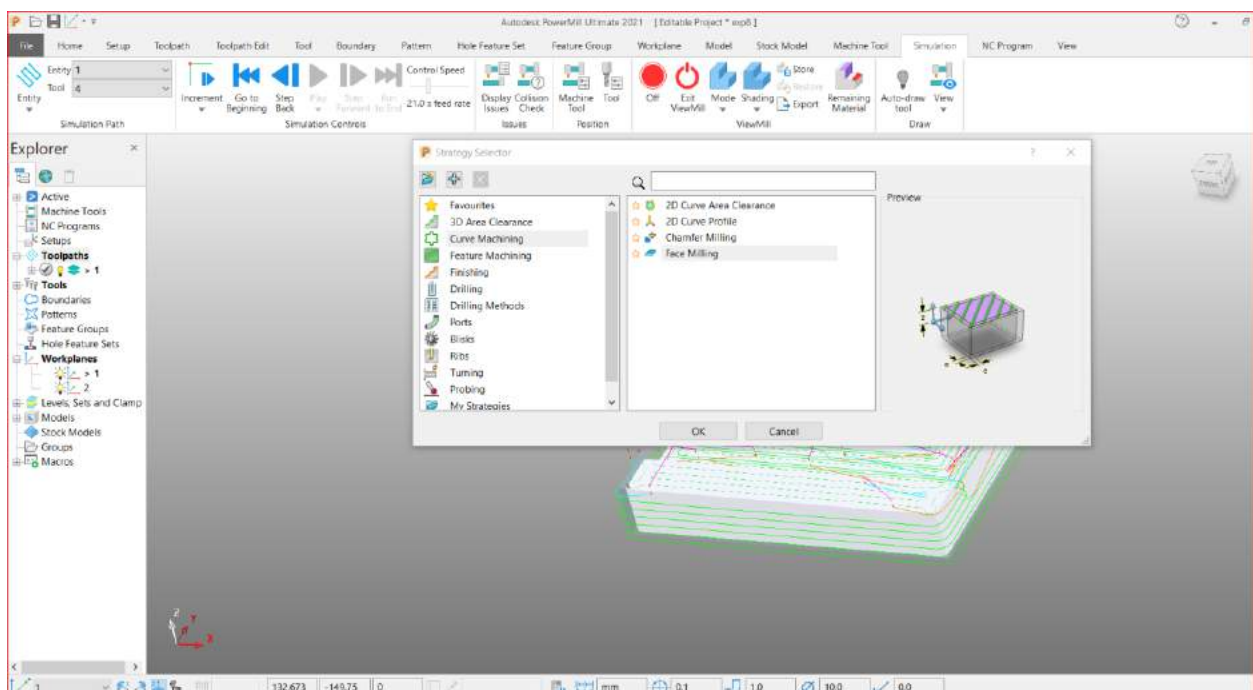 Autodesk PowerMill Ultimate 2021 [Editable Project * exp8]
File Home Setup Toolpath Toolpath Edit Tool Boundary Pattern Hole Feature Set Feature Group Workplane Model Stock Model Machine Tool Simulation NC Program View
Entity 1
Tool 4
Entity
Simulation Path
Increment
Go to Beginning
Step Back
Play
Step Forward
Run to End
Control Speed
21.0 x feed rate
Simulation Controls
Display Issues
Collision Check
Issues
Machine Tool
Tool
Position
Off
Exit ViewMill
Mode
Shading
Store
Restore
Export
Remaining Material
ViewMill
Auto-draw tool
View
Draw
Explorer
Active
Machine Tools
NC Programs
Setups
Toolpaths
> 1
Tools
Boundaries
Patterns
Feature Groups
Hole Feature Sets
Workplanes
> 1
2
Levels, Sets and Clamp
Models
Stock Models
Groups
Macros
Strategy Selector
Favourites
3D Area Clearance
Curve Machining
Feature Machining
Finishing
Drilling
Drilling Methods
Ports
Blisks
Ribs
Turning
Probing
My Strategies
2D Curve Area Clearance
2D Curve Profile
Chamfer Milling
Face Milling
Preview
OK Cancel
Z
Y
X
1 132.673 -149.75 0 mm 0.1 1.0 10.0 0.0